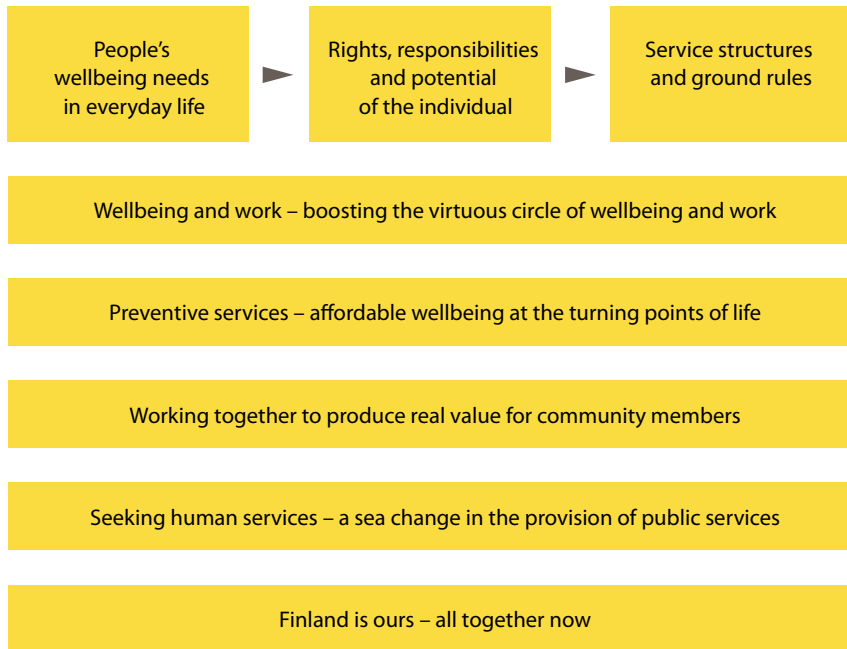 People’s
wellbeing needs
in everyday life
Rights, responsibilities
and potential
of the individual
Service structures
and ground rules
Wellbeing and work – boosting the virtuous circle of wellbeing and work
Preventive services – affordable wellbeing at the turning points of life
Working together to produce real value for community members
Seeking human services – a sea change in the provision of public services
Finland is ours – all together now